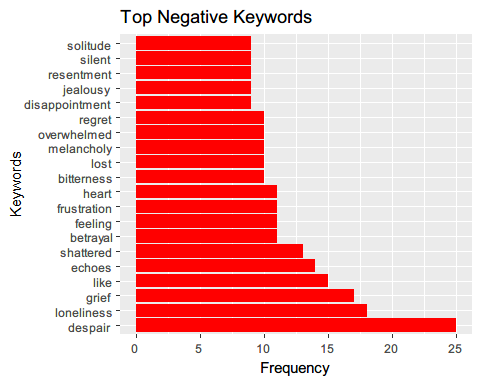 Top Negative Keywords
Keywords
solitude
silent
resentment
jealousy
disappointment
regret
overwhelmed
melancholy
lost
bitterness
heart
frustration
feeling
betrayal
shattered
echoes
like
grief
loneliness
despair
0 5 10 15 20 25
Frequency